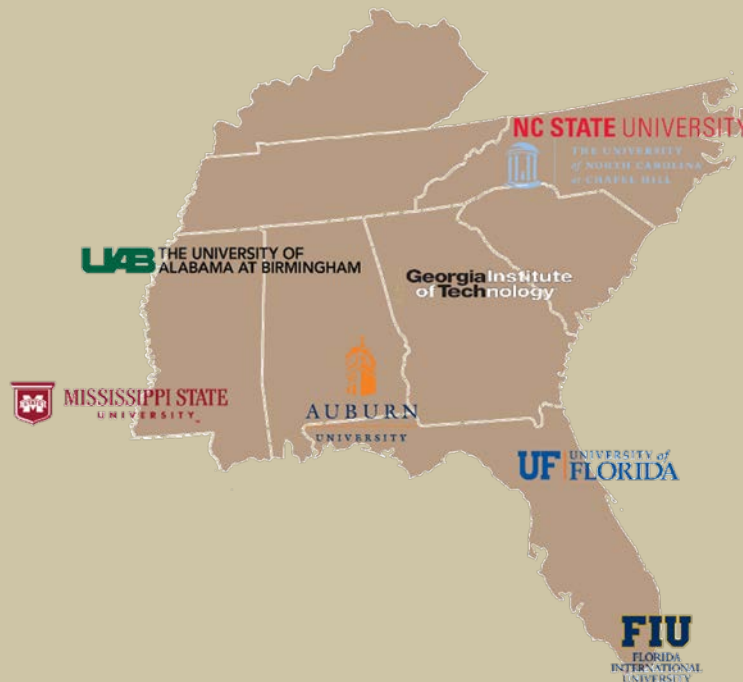 NC STATE UNIVERSITY
THE UNIVERSITY
of NORTH CAROLINA
at CHAPEL HILL
UAB THE UNIVERSITY OF
ALABAMA AT BIRMINGHAM
Georgia Institute
of Technology
MISSISSIPPI STATE
UNIVERSITY™
AUBURN
UNIVERSITY
UF UNIVERSITY of
FLORIDA
FIU
FLORIDA
INTERNATIONAL
UNIVERSITY